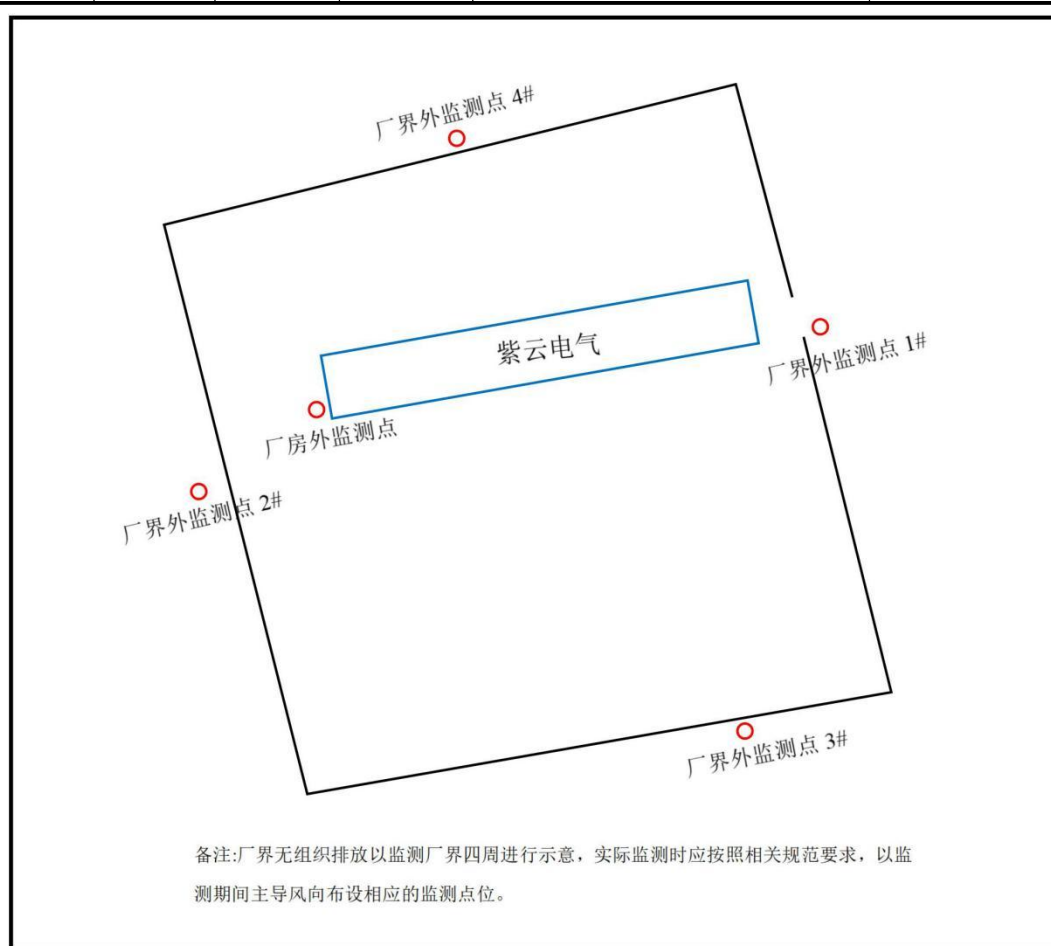 厂界外监测点 4#
紫云电气
厂界外监测点 1#
厂房外监测点
厂界外监测点 2#
厂界外监测点 3#
备注:厂界无组织排放以监测厂界四周进行示意，实际监测时应按照相关规范要求，以监
测期间主导风向布设相应的监测点位。